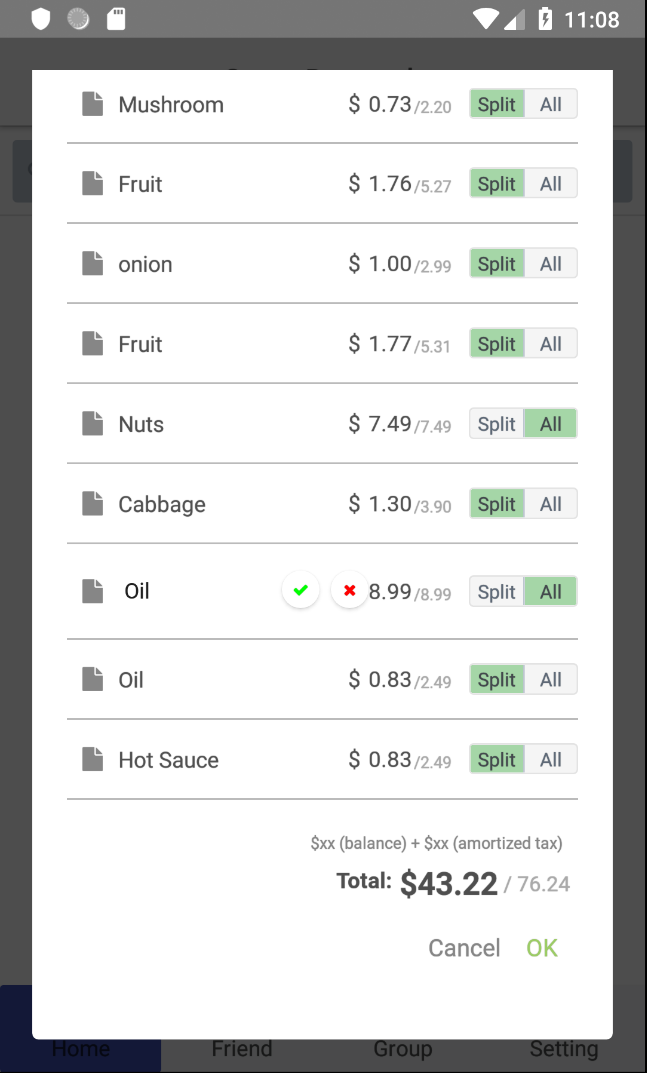 11:08
Mushroom $ 0.73/2.20 Split All
Fruit $ 1.76/5.27 Split All
onion $ 1.00/2.99 Split All
Fruit $ 1.77/5.31 Split All
Nuts $ 7.49/7.49 Split All
Cabbage $ 1.30/3.90 Split All
Oil 8.99/8.99 Split All
Oil $ 0.83/2.49 Split All
Hot Sauce $ 0.83/2.49 Split All
$xx (balance) + $xx (amortized tax)
Total: $43.22 / 76.24
Cancel OK
Home Friend Group Setting